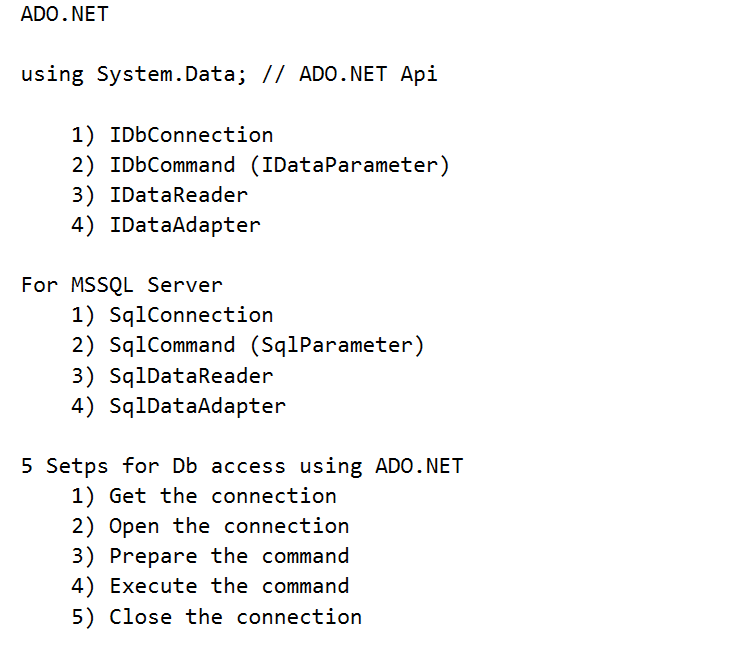 ADO.NET
using System.Data; // ADO.NET Api
1) IDbConnection
2) IDbCommand (IDataParameter)
3) IDataReader
4) IDataAdapter
For MSSQL Server
1) SqlConnection
2) SqlCommand (SqlParameter)
3) SqlDataReader
4) SqlDataAdapter
5 Setps for Db access using ADO.NET
1) Get the connection
2) Open the connection
3) Prepare the command
4) Execute the command
5) Close the connection